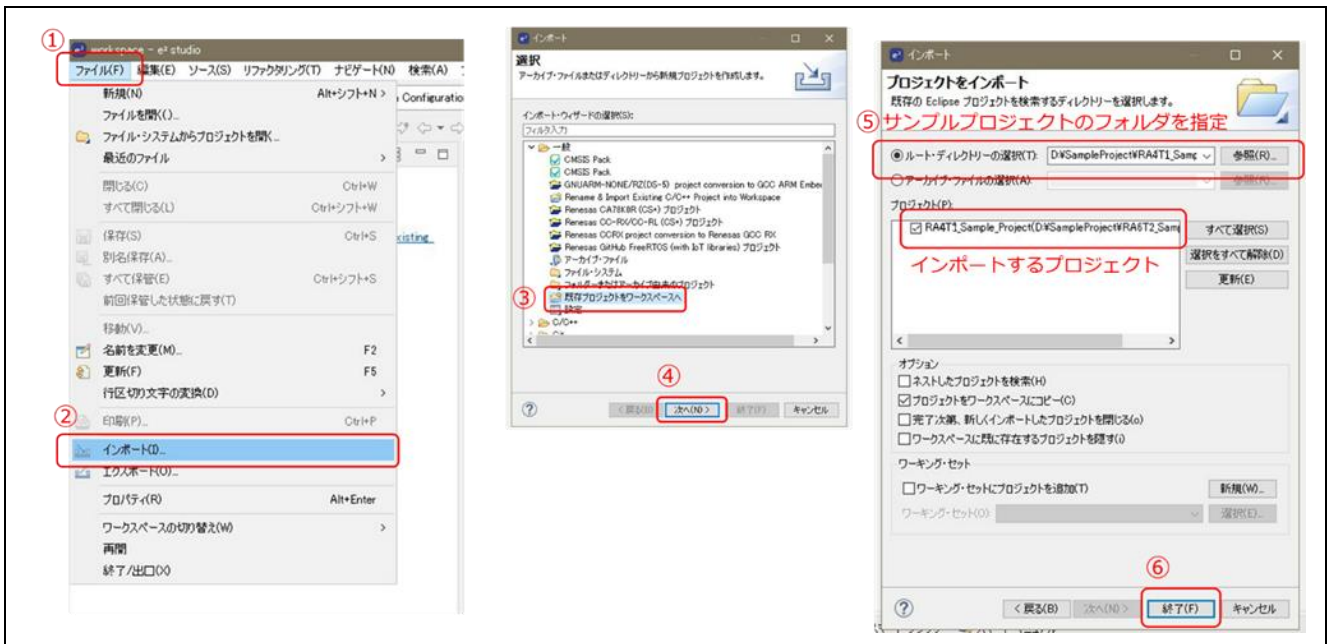 ①
workspace - e² studio
ファイル(F) 編集(E) ソース(S) リファクタリング(T) ナビゲート(N) 検索(A)
新規(N) Alt+シフト+N >
Configuratio
ファイルを開く(.)...
ファイル・システムからプロジェクトを開く...
最近のファイル >
閉じる(C) Ctrl+W
すべて閉じる(L) Ctrl+シフト+W
保存(S) Ctrl+S
existing
別名保存(A)...
すべて保管(E) Ctrl+シフト+S
前回保管した状態に戻す(T)
移動(V)...
名前を変更(M)... F2
更新(F) F5
行区切り文字の変換(D) >
②
印刷(P)... Ctrl+P
インポート(I)...
エクスポート(O)...
プロパティ(R) Alt+Enter
ワークスペースの切り替え(W) >
再開
終了/出口(X)
インポート
選択
アーカイブ・ファイルまたはディレクトリーから新規プロジェクトを作成します。
インポート・ウィザードの選択(S):
フィルタ入力
一般
CMSIS Pack
CMSIS Pack
GNUARM-NONE/RZ(DS-5) project conversion to GCC ARM Embe
Rename & Import Existing C/C++ Project into Workspace
Renesas CA78K0R (CS+) プロジェクト
Renesas CC-RX/CC-RL (CS+) プロジェクト
Renesas CCRX project conversion to Renesas GCC RX
Renesas GitHub FreeRTOS (with IoT libraries) プロジェクト
アーカイブ・ファイル
ファイル・システム
フォルダーまたはアーカイブ由来のプロジェクト
③
既存プロジェクトをワークスペースへ
設定
> C/C++
④
< 戻る(B) 次へ(N) > 終了(F) キャンセル
インポート
プロジェクトをインポート
既存の Eclipse プロジェクトを検索するディレクトリーを選択します。
⑤サンプルプロジェクトのフォルダを指定
ルート・ディレクトリーの選択(T): D:¥SampleProject¥RA4T1_Samp 参照(R)...
アーカイブ・ファイルの選択(A): 参照(R)...
プロジェクト(P):
RA4T1_Sample_Project(D:¥SampleProject¥RA6T2_Samp すべて選択(S)
選択をすべて解除(D)
インポートするプロジェクト
更新(E)
オプション
ネストしたプロジェクトを検索(H)
プロジェクトをワークスペースにコピー(C)
完了次第、新しくインポートしたプロジェクトを閉じる(o)
ワークスペースに既に存在するプロジェクトを隠す(i)
ワーキング・セット
ワーキング・セットにプロジェクトを追加(T) 新規(W)...
ワーキング・セット(O): 選択(E)...
⑥
< 戻る(B) 次へ(N) > 終了(F) キャンセル